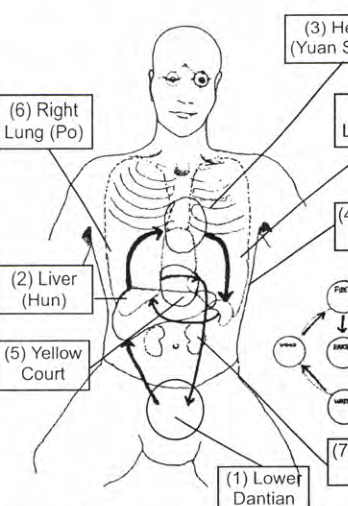 (3) He
(Yuan S
(6) Right
Lung (Po)
L
(4
(2) Liver
(Hun)
(5) Yellow
Court
(7
(1) Lower
Dantian